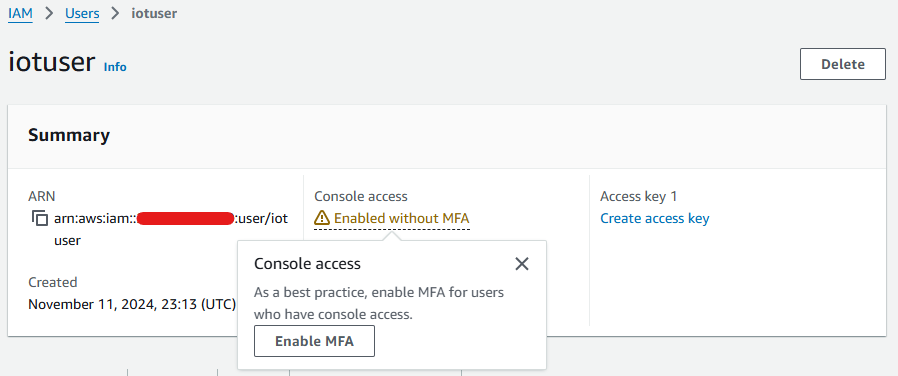 IAM > Users > iotuser
iotuser Info
Delete
Summary
ARN
arn:aws:iam:: :user/iot
user
Created
November 11, 2024, 23:13 (UTC)
Console access
Enabled without MFA
Console access
As a best practice, enable MFA for users
who have console access.
Enable MFA
Access key 1
Create access key